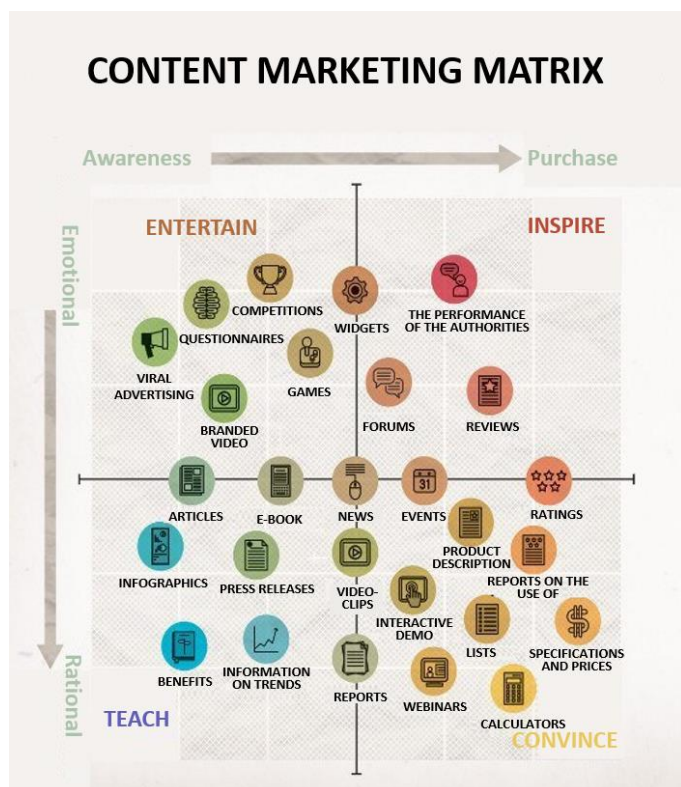 CONTENT MARKETING MATRIX
Awareness
Purchase
Emotional
Rational
ENTERTAIN
INSPIRE
COMPETITIONS
QUESTIONNAIRES
WIDGETS
THE PERFORMANCE
OF THE AUTHORITIES
VIRAL
ADVERTISING
GAMES
BRANDED
VIDEO
FORUMS
REVIEWS
ARTICLES
E-BOOK
NEWS
31
EVENTS
RATINGS
INFOGRAPHICS
PRESS RELEASES
VIDEO-
CLIPS
PRODUCT
DESCRIPTION
REPORTS ON THE
USE OF
INTERACTIVE
DEMO
LISTS
SPECIFICATIONS
AND PRICES
BENEFITS
INFORMATION
ON TRENDS
REPORTS
WEBINARS
CALCULATORS
TEACH
CONVINCE